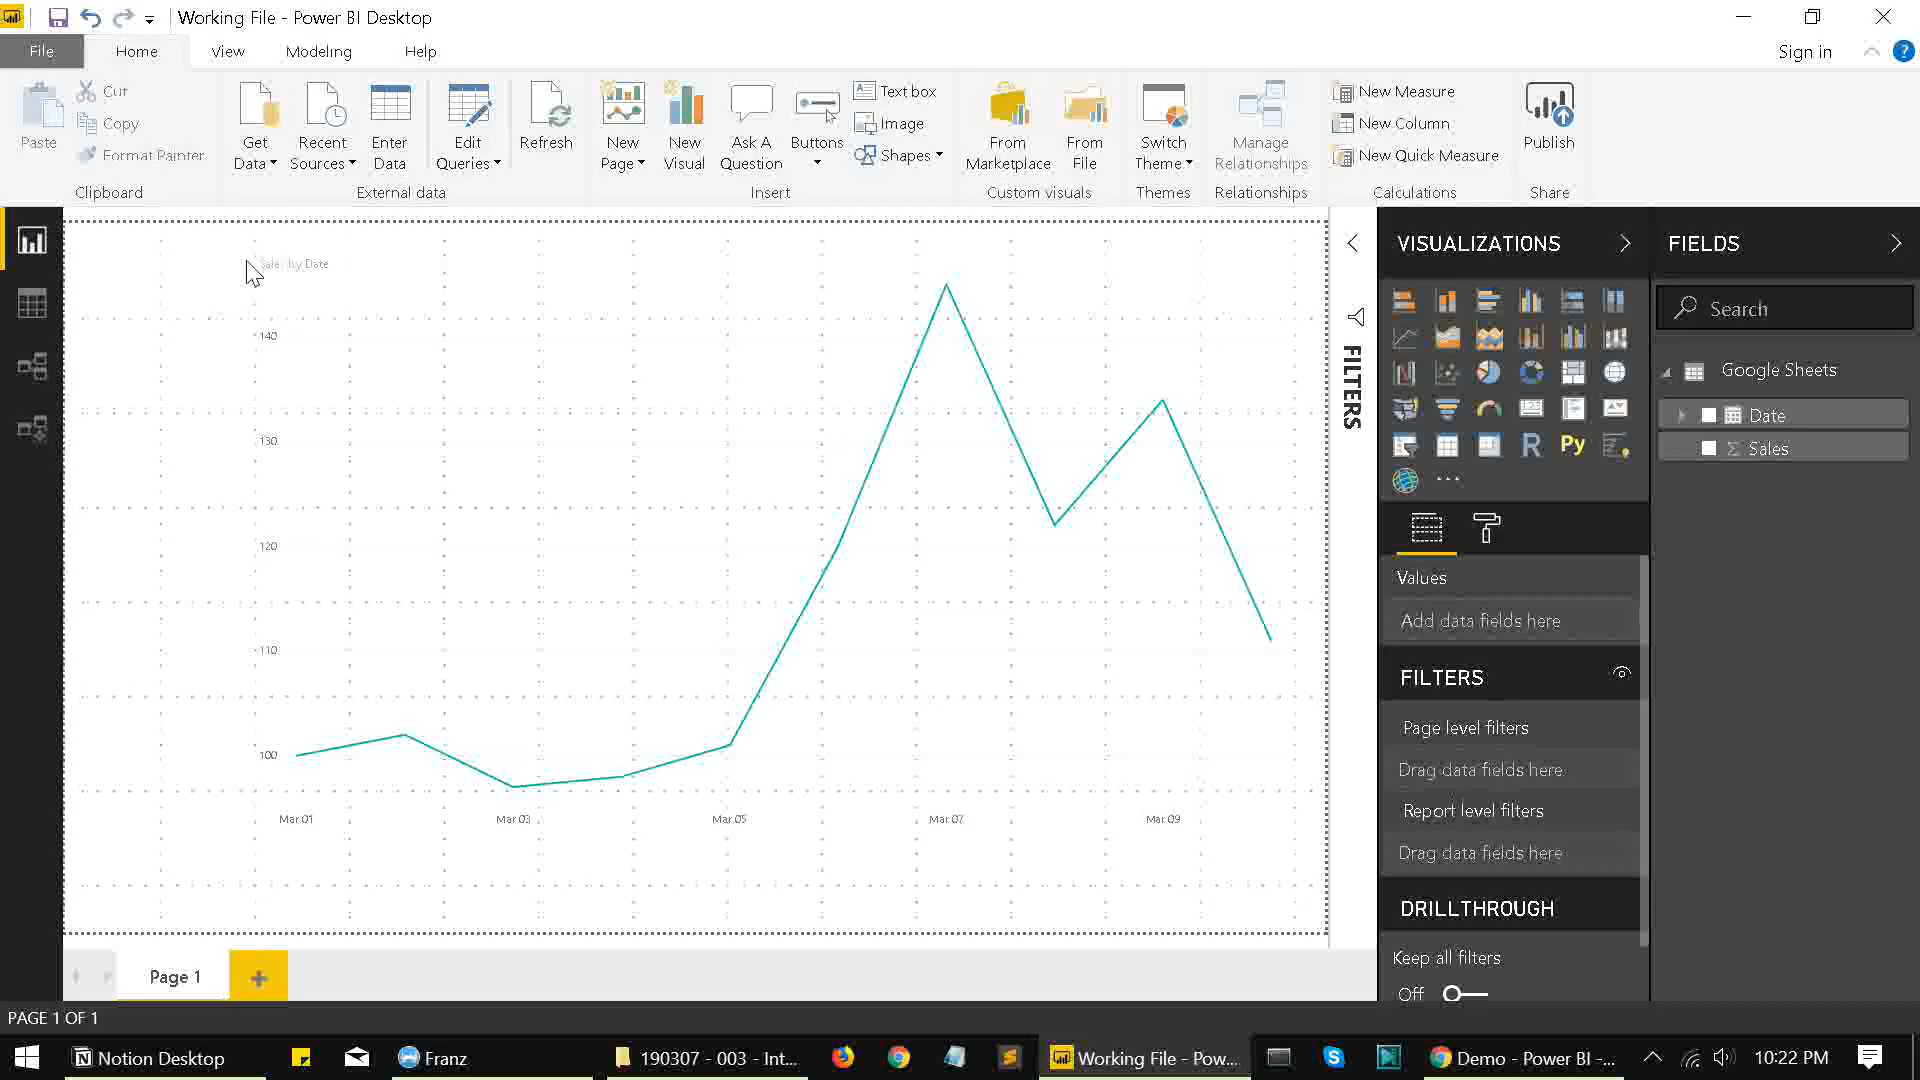 Working File - Power BI Desktop
File Home View Modeling Help Sign in
Paste
Cut
Copy
Format Painter
Clipboard
Get Data
Recent Sources
Enter Data
Edit Queries
External data
Refresh
New Page
New Visual
Ask A Question
Buttons
Text box
Image
Shapes
Insert
From Marketplace
From File
Custom visuals
Switch Theme
Themes
Manage Relationships
Relationships
New Measure
New Column
New Quick Measure
Calculations
Publish
Share
by Date
140
130
120
110
100
Mar 01 Mar 03 Mar 05 Mar 07 Mar 09
FILTERS
VISUALIZATIONS
R Py
Values
Add data fields here
FILTERS
Page level filters
Drag data fields here
Report level filters
Drag data fields here
DRILLTHROUGH
Keep all filters
Off
FIELDS
Search
Google Sheets
Date
Σ Sales
Page 1
PAGE 1 OF 1
Notion Desktop
Franz
190307 - 003 - Int...
Working File - Pow...
Demo - Power BI -...
10:22 PM